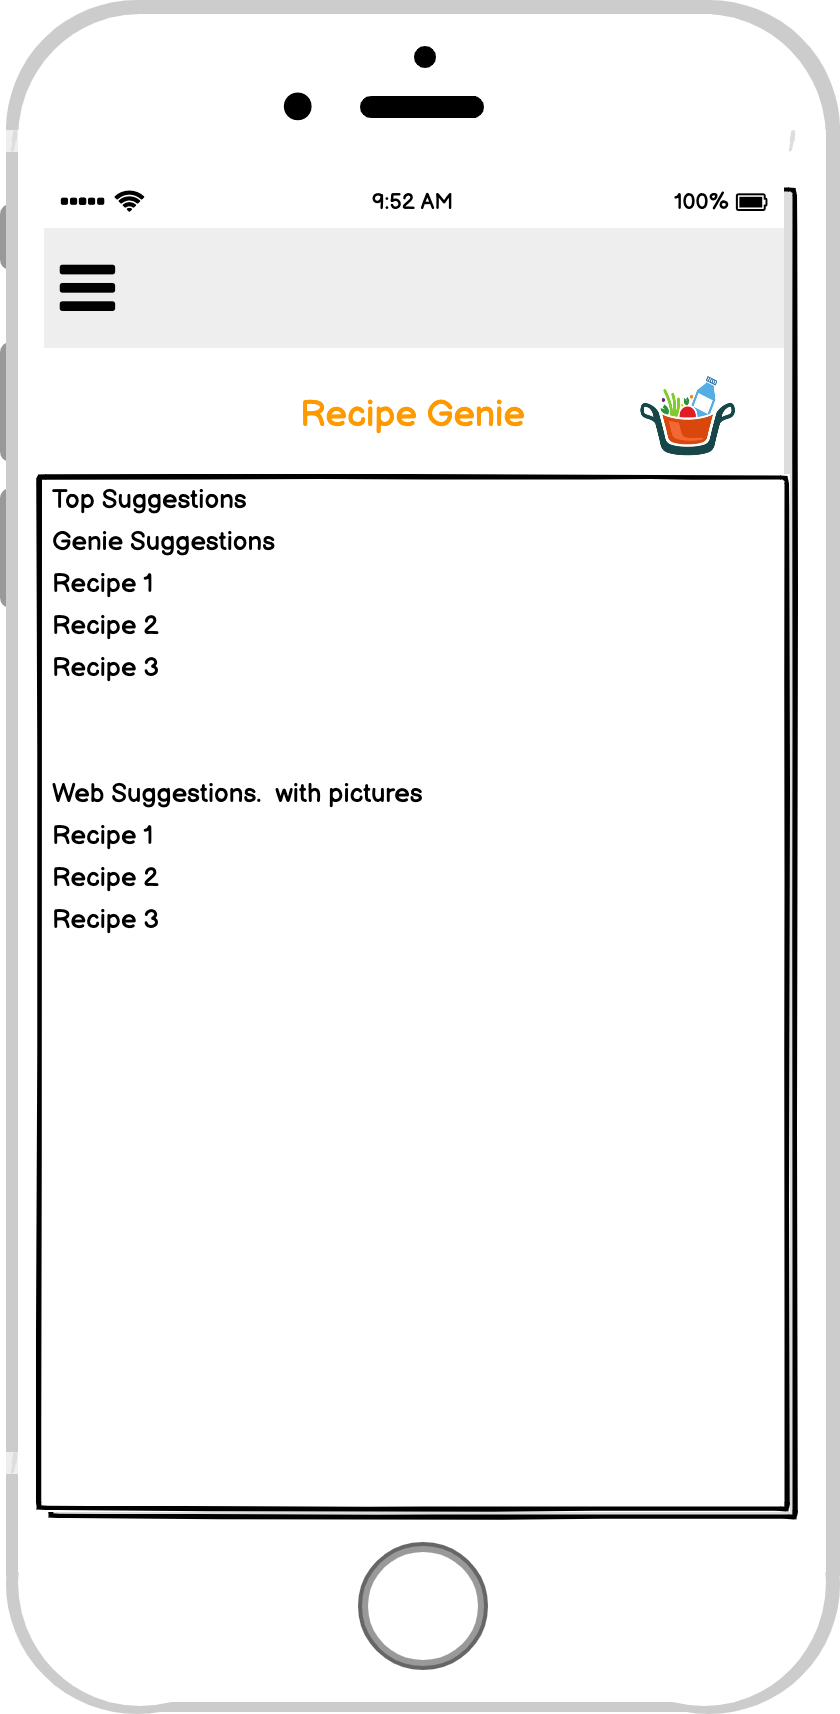 9:52 AM 100%
Recipe Genie
Top Suggestions
Genie Suggestions
Recipe 1
Recipe 2
Recipe 3
Web Suggestions.  with pictures
Recipe 1
Recipe 2
Recipe 3